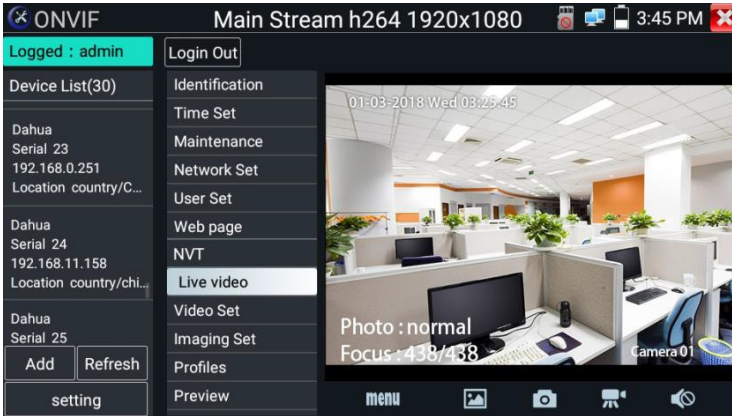 ONVIF
Main Stream h264 1920x1080
3:45 PM
Logged : admin
Login Out
Device List(30)
Dahua
Serial 23
192.168.0.251
Location country/C...
Dahua
Serial 24
192.168.11.158
Location country/chi...
Dahua
Serial 25
Add
Refresh
setting
Identification
Time Set
Maintenance
Network Set
User Set
Web page
NVT
Live video
Video Set
Imaging Set
Profiles
Preview
01-03-2018 Wed 03:23:45
Photo : normal
Focus : 438/438
Camera 01
menu